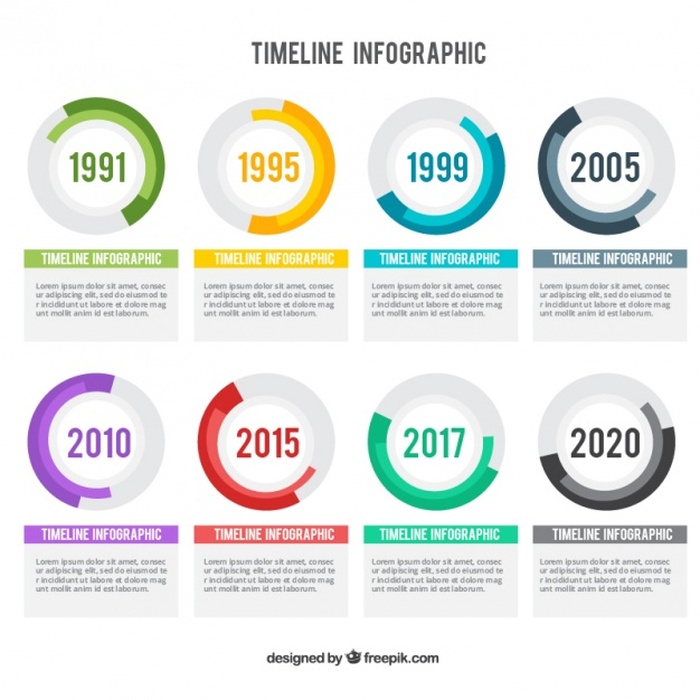 TIMELINE INFOGRAPHIC
1991
1995
1999
2005
TIMELINE INFOGRAPHIC
TIMELINE INFOGRAPHIC
TIMELINE INFOGRAPHIC
TIMELINE INFOGRAPHIC
Lorem ipsum dolor sit amet, consec
ur adipiscing elit, sed do eiusmod te
r incididunt ut labore et dolore mag
unt mollit anim id est laborum.
Lorem ipsum dolor sit amet, consec
ur adipiscing elit, sed do eiusmod te
r incididunt ut labore et dolore mag
unt mollit anim id est laborum.
Lorem ipsum dolor sit amet, consec
ur adipiscing elit, sed do eiusmod te
r incididunt ut labore et dolore mag
unt mollit anim id est laborum.
Lorem ipsum dolor sit amet, consec
ur adipiscing elit, sed do eiusmod te
r incididunt ut labore et dolore mag
unt mollit anim id est laborum.
2010
2015
2017
2020
TIMELINE INFOGRAPHIC
TIMELINE INFOGRAPHIC
TIMELINE INFOGRAPHIC
TIMELINE INFOGRAPHIC
Lorem ipsum dolor sit amet, consec
ur adipiscing elit, sed do eiusmod te
r incididunt ut labore et dolore mag
unt mollit anim id est laborum.
Lorem ipsum dolor sit amet, consec
ur adipiscing elit, sed do eiusmod te
r incididunt ut labore et dolore mag
unt mollit anim id est laborum.
Lorem ipsum dolor sit amet, consec
ur adipiscing elit, sed do eiusmod te
r incididunt ut labore et dolore mag
unt mollit anim id est laborum.
Lorem ipsum dolor sit amet, consec
ur adipiscing elit, sed do eiusmod te
r incididunt ut labore et dolore mag
unt mollit anim id est laborum.
designed by freepik.com